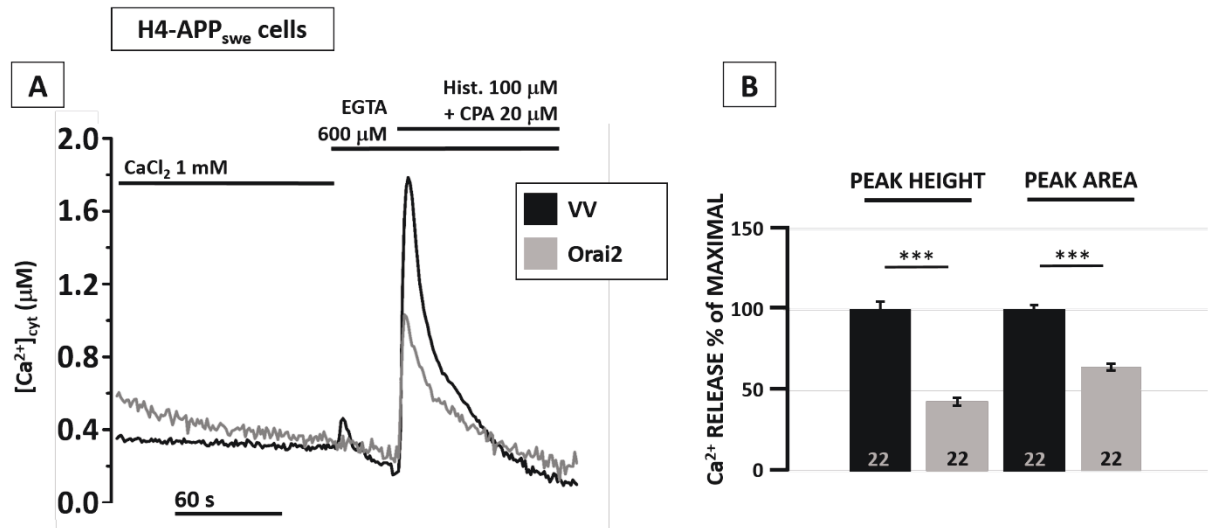 H4-APPswe cells
A
Hist. 100 μM
EGTA
+ CPA 20 μM
600 μM
CaCl2 1 mM
2.0
1.6
1.2
0.8
0.4
0.0
[Ca2+]cyt (μM)
60 s
VV
Orai2
B
PEAK HEIGHT PEAK AREA
Ca2+ RELEASE % of MAXIMAL
150
100
50
0
*** ***
22 22 22 22